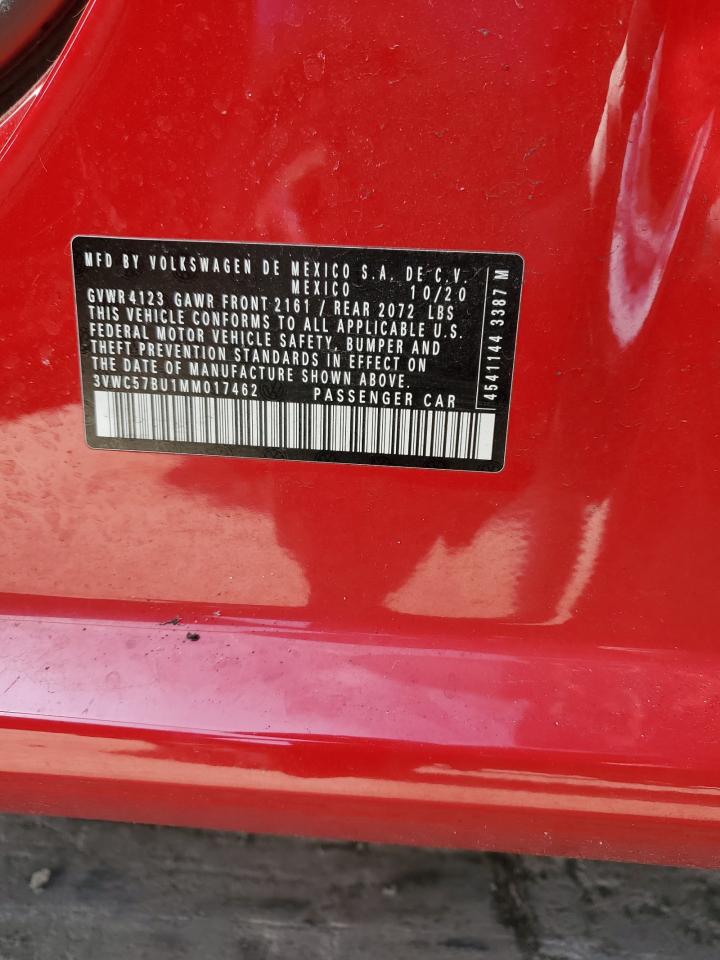 MFD BY VOLKSWAGEN DE MEXICO S.A. DE C.V.
MEXICO 10/20
GVWR 4123 GAWR FRONT 2161 / REAR 2072 LBS
THIS VEHICLE CONFORMS TO ALL APPLICABLE U.S.
FEDERAL MOTOR VEHICLE SAFETY, BUMPER AND
THEFT PREVENTION STANDARDS IN EFFECT ON
THE DATE OF MANUFACTURE SHOWN ABOVE.
3VWC57BU1MM017462 PASSENGER CAR
4541144 3387 M